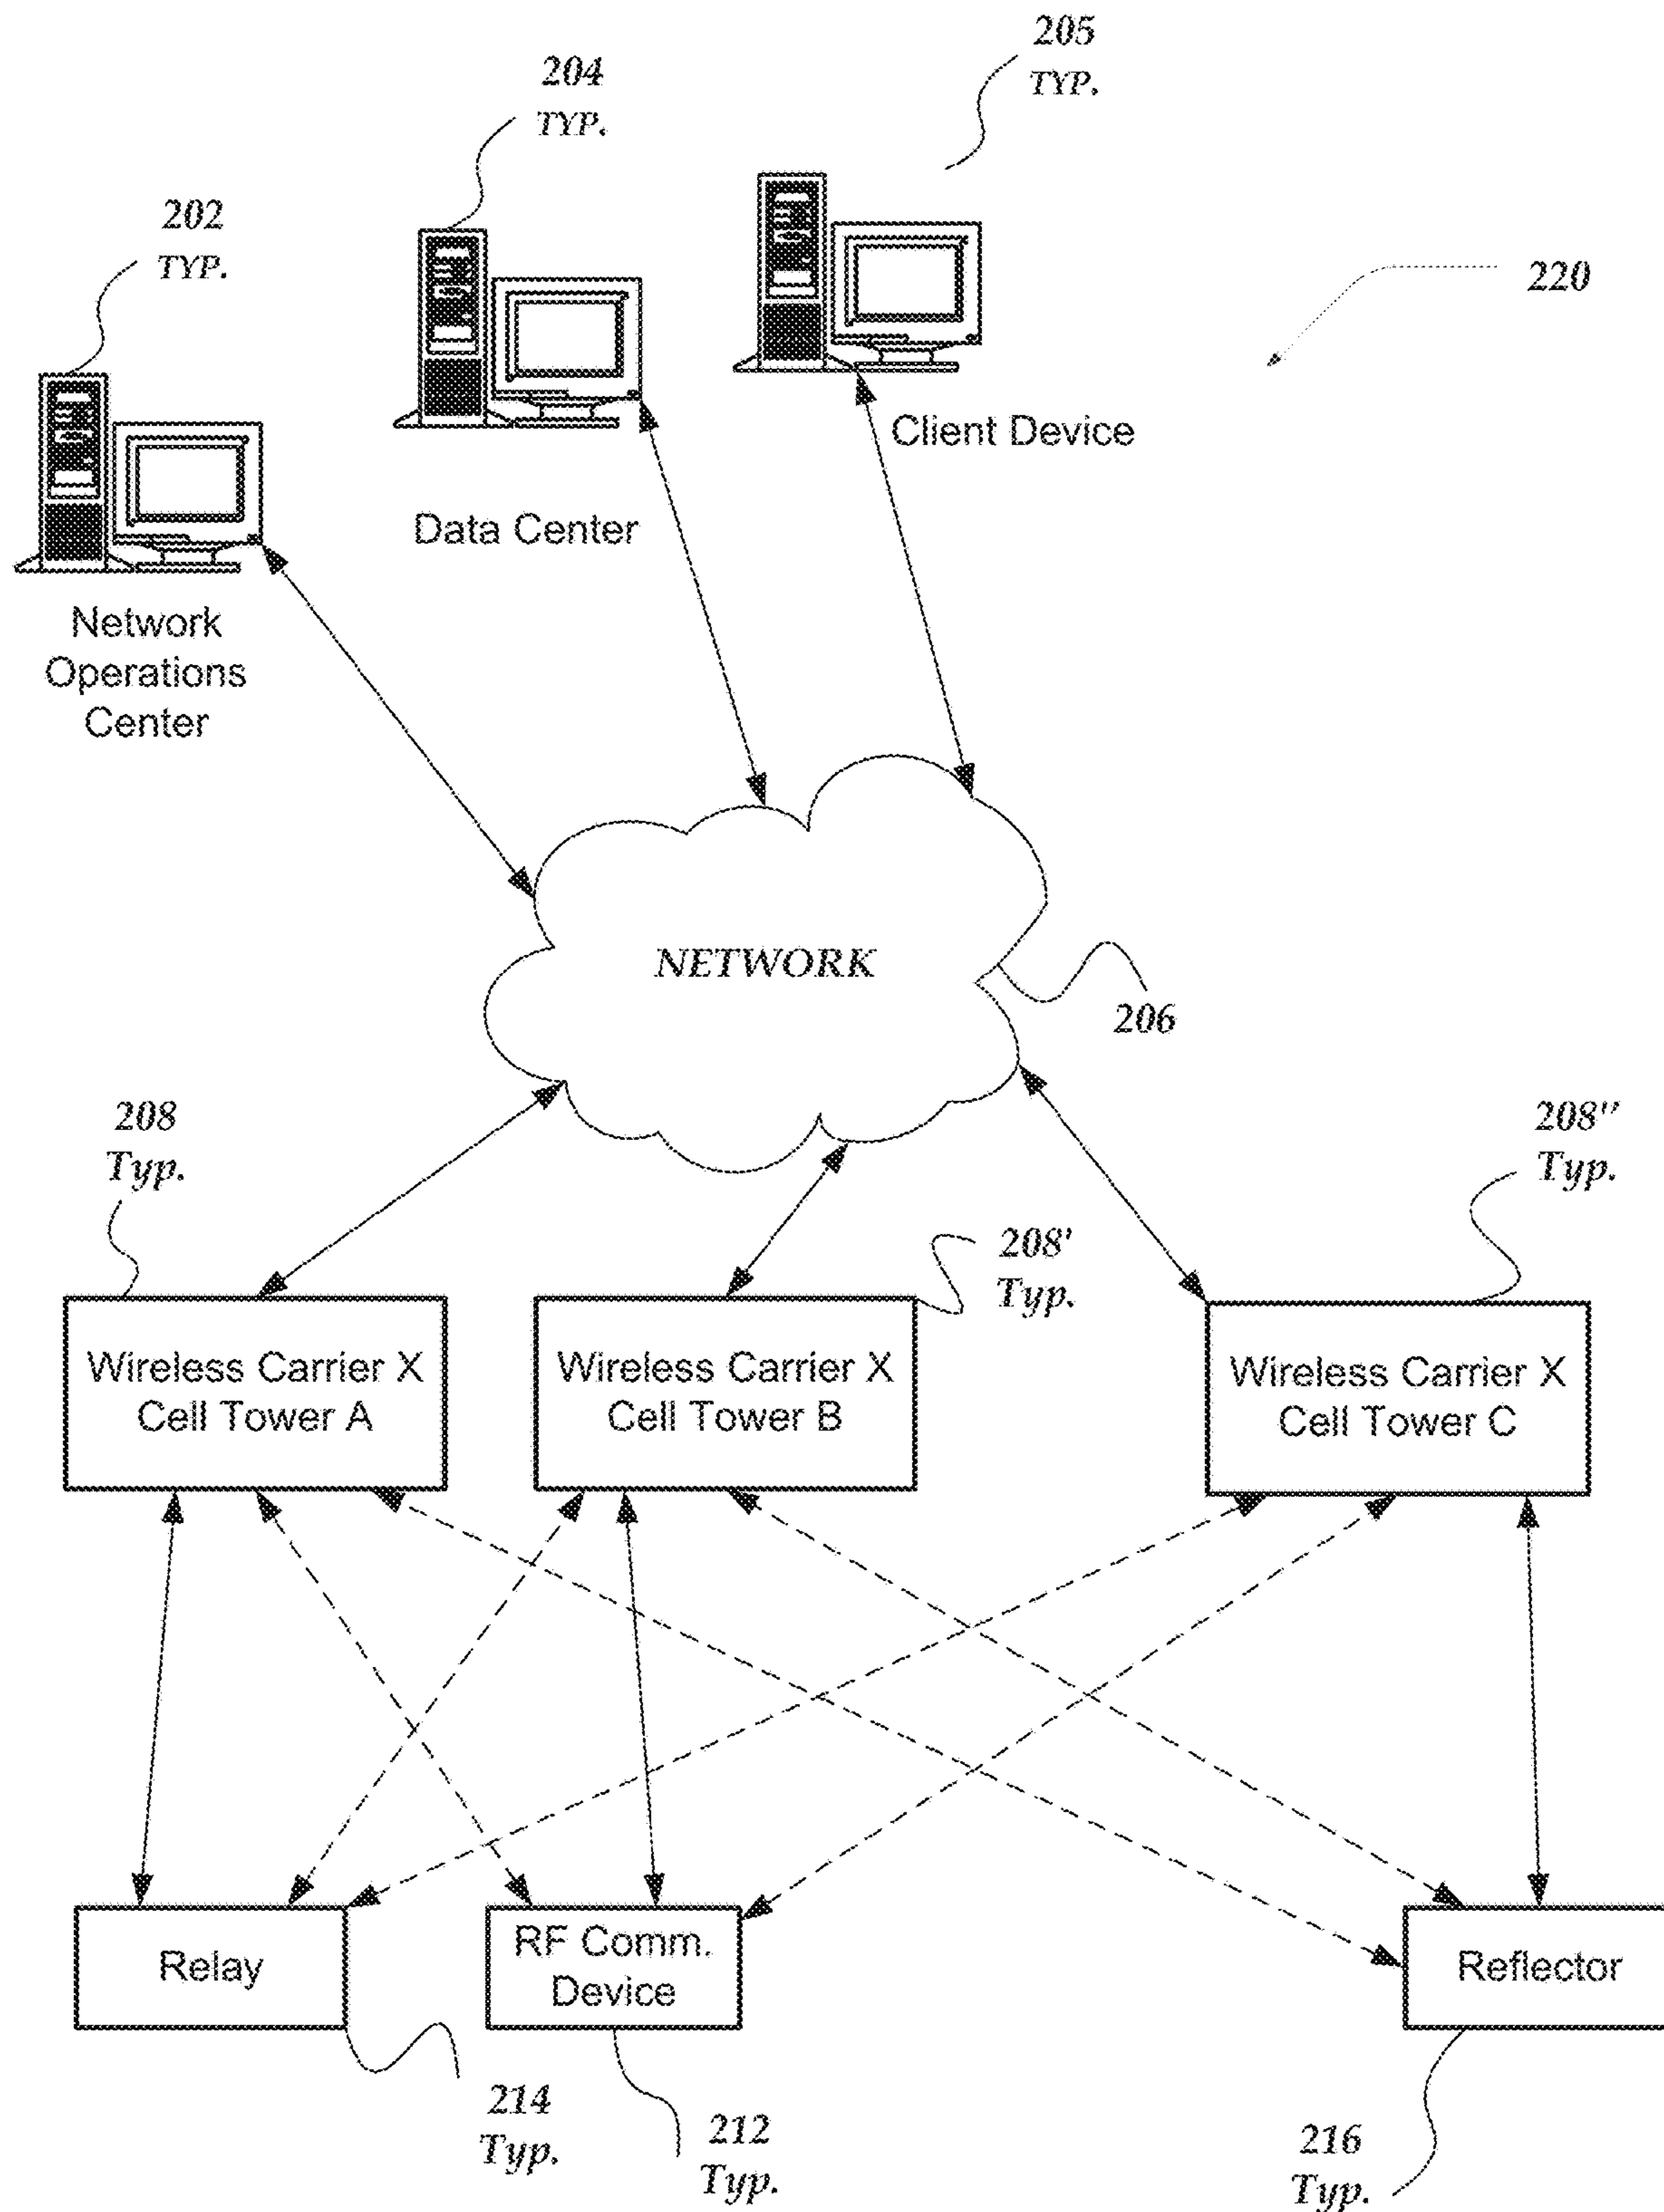 205
TYP.
204
TYP.
202
TYP.
220
Client Device
Data Center
Network
Operations
Center
NETWORK
206
208
Typ.
208'
Typ.
208"
Typ.
Wireless Carrier X
Cell Tower A
Wireless Carrier X
Cell Tower B
Wireless Carrier X
Cell Tower C
Relay
RF Comm.
Device
Reflector
214
Typ.
212
Typ.
216
Typ.